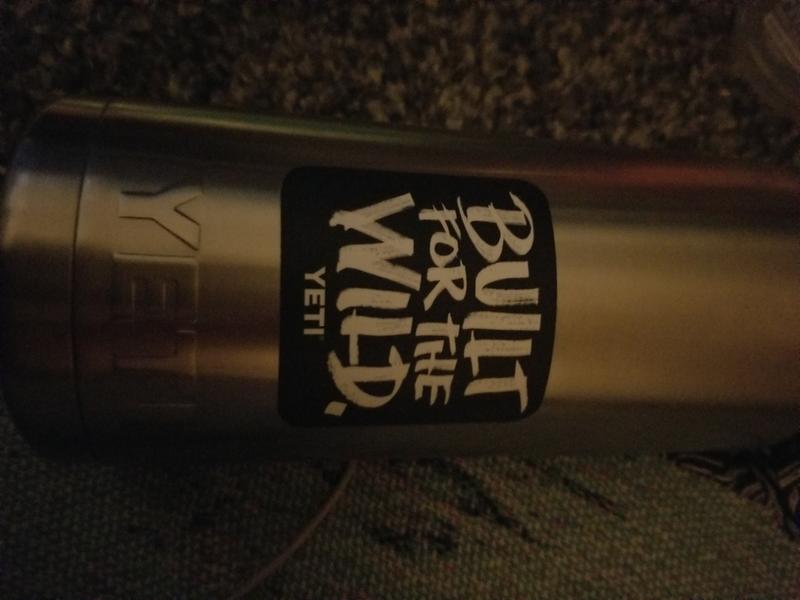 BUILT
FOR THE
WILD.
YETI
YETI